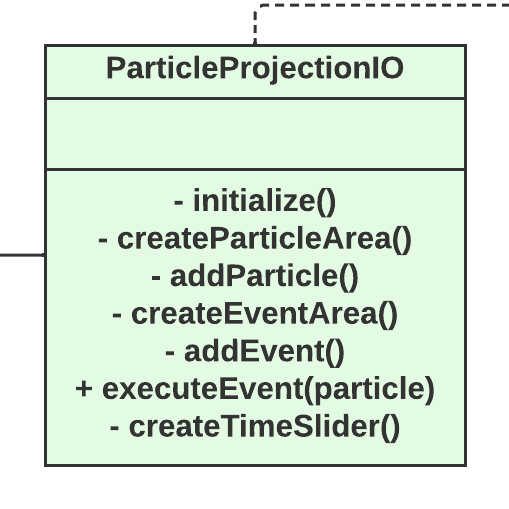 ParticleProjectionIO
- initialize()
- createParticleArea()
- addParticle()
- createEventArea()
- addEvent()
+ executeEvent(particle)
- createTimeSlider()